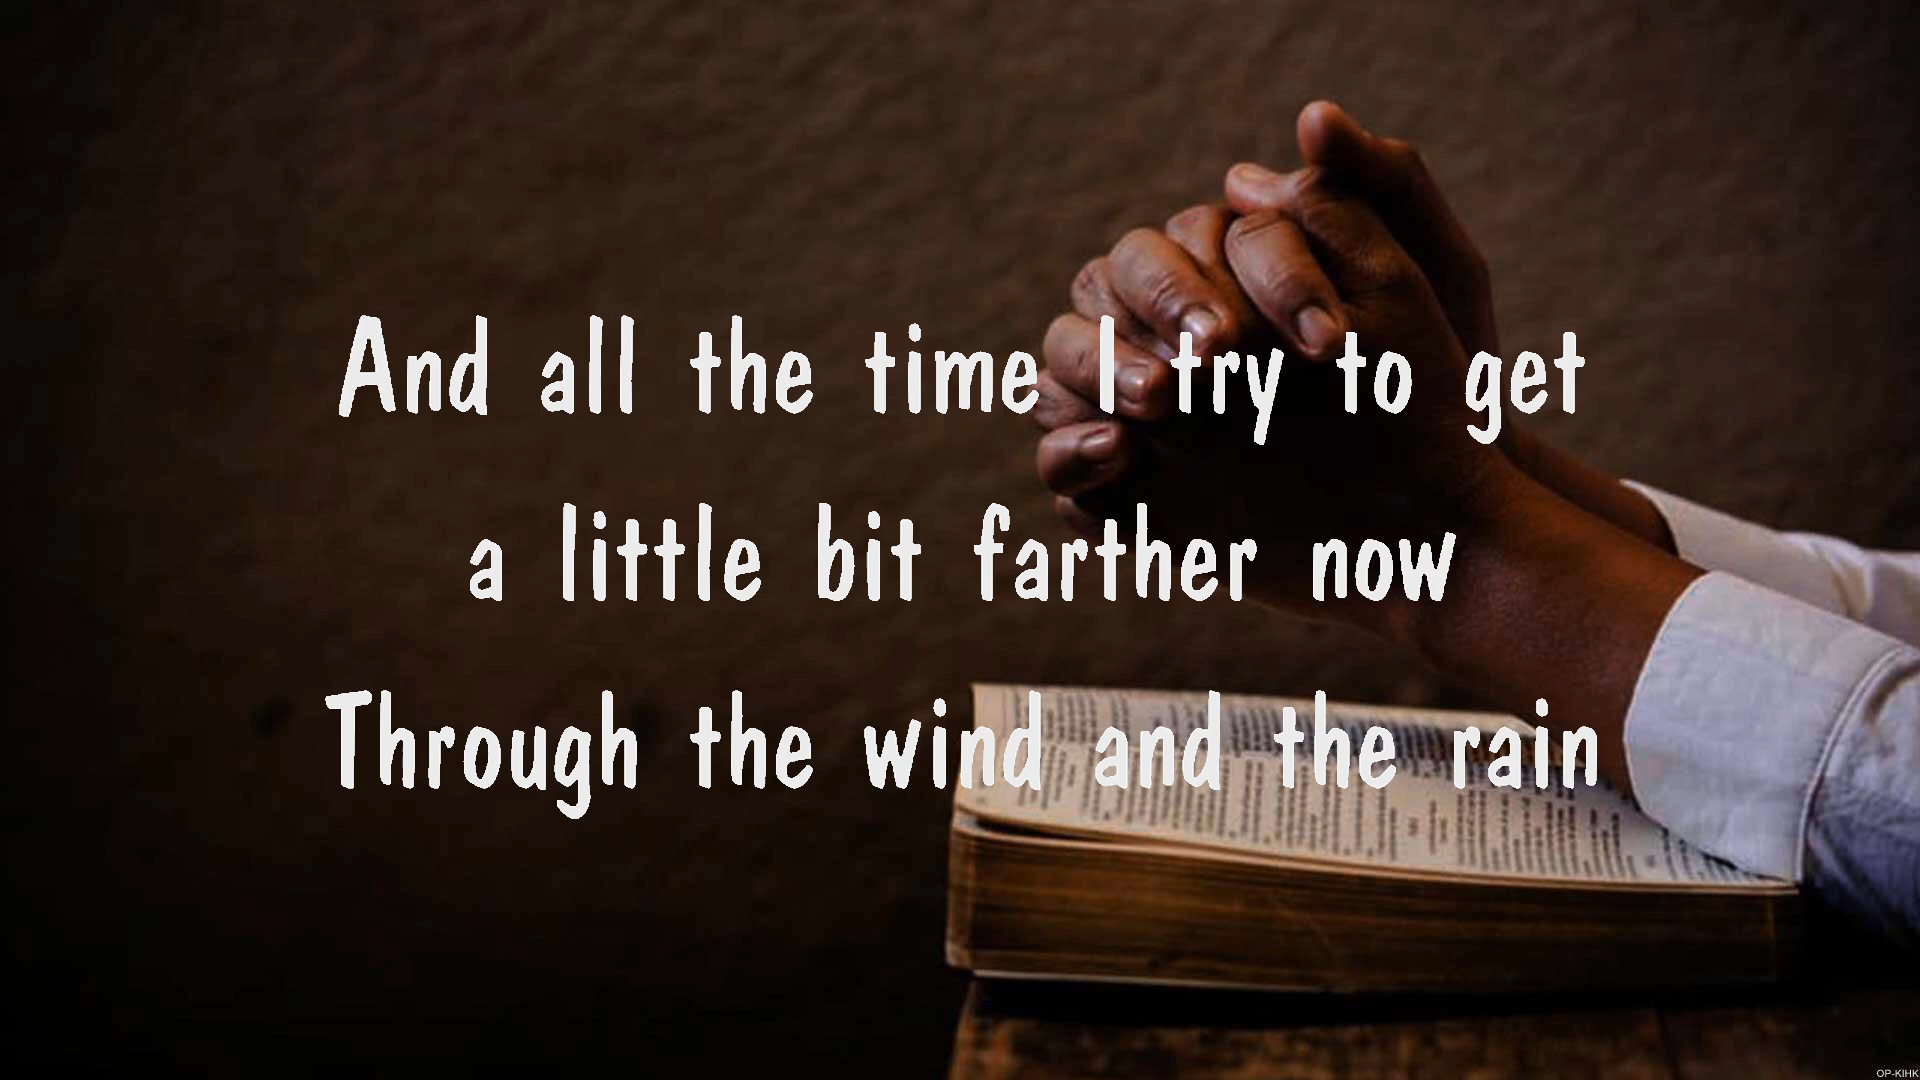 And all the time I try to get
a little bit farther now
Through the wind and the rain
OP-KIHK